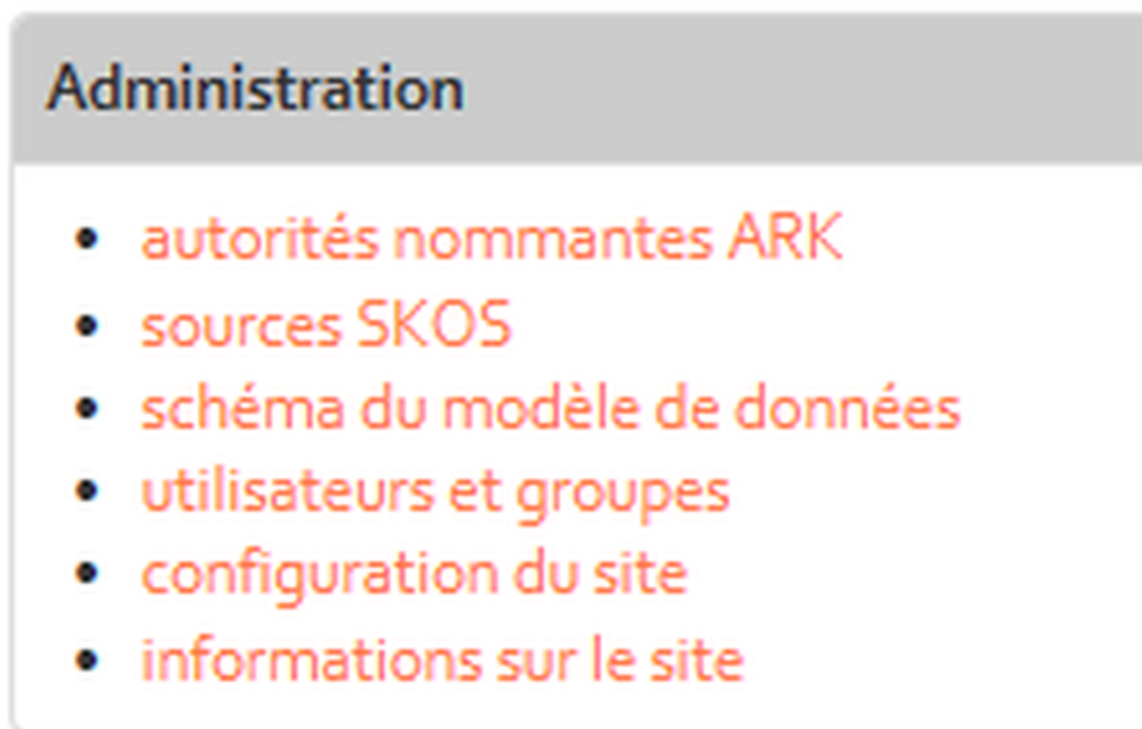 Administration
autorités nommantes ARK
sources SKOS
schéma du modèle de données
utilisateurs et groupes
configuration du site
informations sur le site